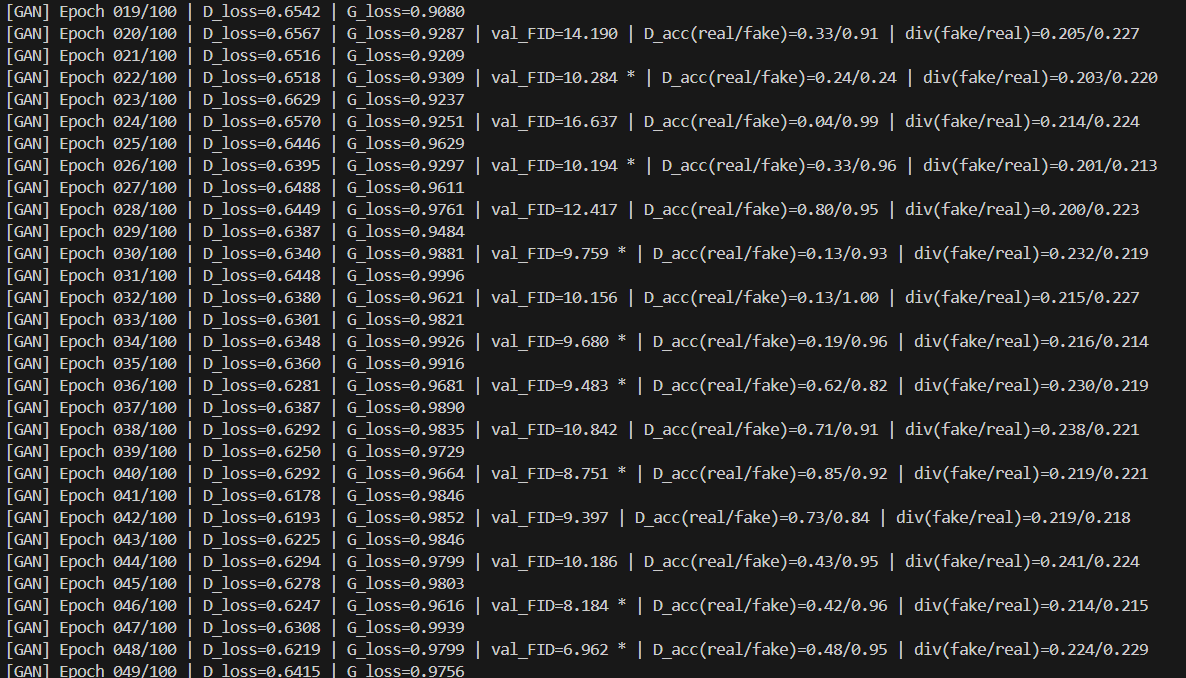 [GAN] Epoch 019/100 | D_loss=0.6542 | G_loss=0.9080
[GAN] Epoch 020/100 | D_loss=0.6567 | G_loss=0.9287 | val_FID=14.190 | D_acc(real/fake)=0.33/0.91 | div(fake/real)=0.205/0.227
[GAN] Epoch 021/100 | D_loss=0.6516 | G_loss=0.9209
[GAN] Epoch 022/100 | D_loss=0.6518 | G_loss=0.9309 | val_FID=10.284 * | D_acc(real/fake)=0.24/0.24 | div(fake/real)=0.203/0.220
[GAN] Epoch 023/100 | D_loss=0.6629 | G_loss=0.9237
[GAN] Epoch 024/100 | D_loss=0.6570 | G_loss=0.9251 | val_FID=16.637 | D_acc(real/fake)=0.04/0.99 | div(fake/real)=0.214/0.224
[GAN] Epoch 025/100 | D_loss=0.6446 | G_loss=0.9629
[GAN] Epoch 026/100 | D_loss=0.6395 | G_loss=0.9297 | val_FID=10.194 * | D_acc(real/fake)=0.33/0.96 | div(fake/real)=0.201/0.213
[GAN] Epoch 027/100 | D_loss=0.6488 | G_loss=0.9611
[GAN] Epoch 028/100 | D_loss=0.6449 | G_loss=0.9761 | val_FID=12.417 | D_acc(real/fake)=0.80/0.95 | div(fake/real)=0.200/0.223
[GAN] Epoch 029/100 | D_loss=0.6387 | G_loss=0.9484
[GAN] Epoch 030/100 | D_loss=0.6340 | G_loss=0.9881 | val_FID=9.759 * | D_acc(real/fake)=0.13/0.93 | div(fake/real)=0.232/0.219
[GAN] Epoch 031/100 | D_loss=0.6448 | G_loss=0.9996
[GAN] Epoch 032/100 | D_loss=0.6380 | G_loss=0.9621 | val_FID=10.156 | D_acc(real/fake)=0.13/1.00 | div(fake/real)=0.215/0.227
[GAN] Epoch 033/100 | D_loss=0.6301 | G_loss=0.9821
[GAN] Epoch 034/100 | D_loss=0.6348 | G_loss=0.9926 | val_FID=9.680 * | D_acc(real/fake)=0.19/0.96 | div(fake/real)=0.216/0.214
[GAN] Epoch 035/100 | D_loss=0.6360 | G_loss=0.9916
[GAN] Epoch 036/100 | D_loss=0.6281 | G_loss=0.9681 | val_FID=9.483 * | D_acc(real/fake)=0.62/0.82 | div(fake/real)=0.230/0.219
[GAN] Epoch 037/100 | D_loss=0.6387 | G_loss=0.9890
[GAN] Epoch 038/100 | D_loss=0.6292 | G_loss=0.9835 | val_FID=10.842 | D_acc(real/fake)=0.71/0.91 | div(fake/real)=0.238/0.221
[GAN] Epoch 039/100 | D_loss=0.6250 | G_loss=0.9729
[GAN] Epoch 040/100 | D_loss=0.6292 | G_loss=0.9664 | val_FID=8.751 * | D_acc(real/fake)=0.85/0.92 | div(fake/real)=0.219/0.221
[GAN] Epoch 041/100 | D_loss=0.6178 | G_loss=0.9846
[GAN] Epoch 042/100 | D_loss=0.6193 | G_loss=0.9852 | val_FID=9.397 | D_acc(real/fake)=0.73/0.84 | div(fake/real)=0.219/0.218
[GAN] Epoch 043/100 | D_loss=0.6225 | G_loss=0.9846
[GAN] Epoch 044/100 | D_loss=0.6294 | G_loss=0.9799 | val_FID=10.186 | D_acc(real/fake)=0.43/0.95 | div(fake/real)=0.241/0.224
[GAN] Epoch 045/100 | D_loss=0.6278 | G_loss=0.9803
[GAN] Epoch 046/100 | D_loss=0.6247 | G_loss=0.9616 | val_FID=8.184 * | D_acc(real/fake)=0.42/0.96 | div(fake/real)=0.214/0.215
[GAN] Epoch 047/100 | D_loss=0.6308 | G_loss=0.9939
[GAN] Epoch 048/100 | D_loss=0.6219 | G_loss=0.9799 | val_FID=6.962 * | D_acc(real/fake)=0.48/0.95 | div(fake/real)=0.224/0.229
[GAN] Epoch 049/100 | D_loss=0.6415 | G_loss=0.9756